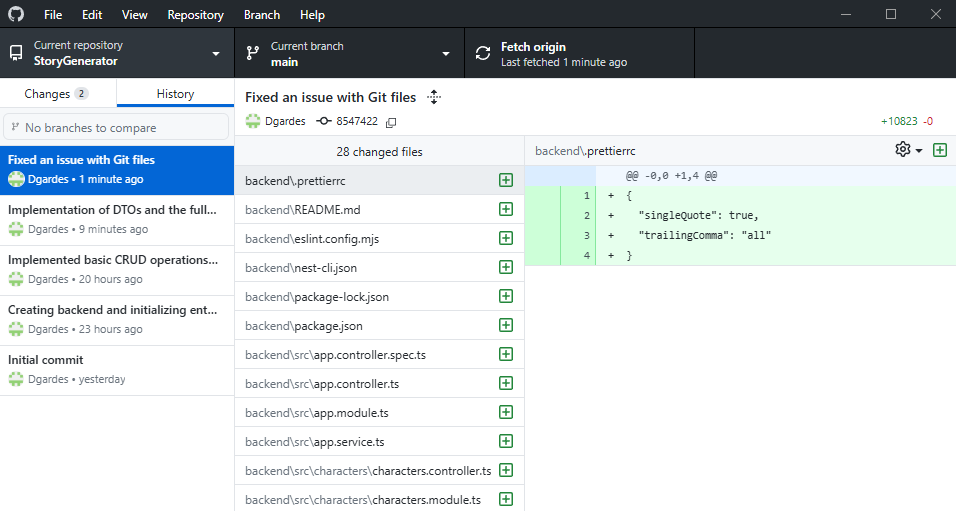 File Edit View Repository Branch Help
Current repository
StoryGenerator
Current branch
main
Fetch origin
Last fetched 1 minute ago
Changes 2
History
No branches to compare
Fixed an issue with Git files
Dgardes • 1 minute ago
Implementation of DTOs and the full...
Dgardes • 9 minutes ago
Implemented basic CRUD operations...
Dgardes • 20 hours ago
Creating backend and initializing ent...
Dgardes • 23 hours ago
Initial commit
Dgardes • yesterday
Fixed an issue with Git files
Dgardes 8547422 +10823 -0
28 changed files
backend\.prettierrc
backend\README.md
backend\eslint.config.mjs
backend\nest-cli.json
backend\package-lock.json
backend\package.json
backend\src\app.controller.spec.ts
backend\src\app.controller.ts
backend\src\app.module.ts
backend\src\app.service.ts
backend\src\characters\characters.controller.ts
backend\src\characters\characters.module.ts
backend\.prettierrc
@@ -0,0 +1,4 @@
1 + {
2 + "singleQuote": true,
3 + "trailingComma": "all"
4 + }